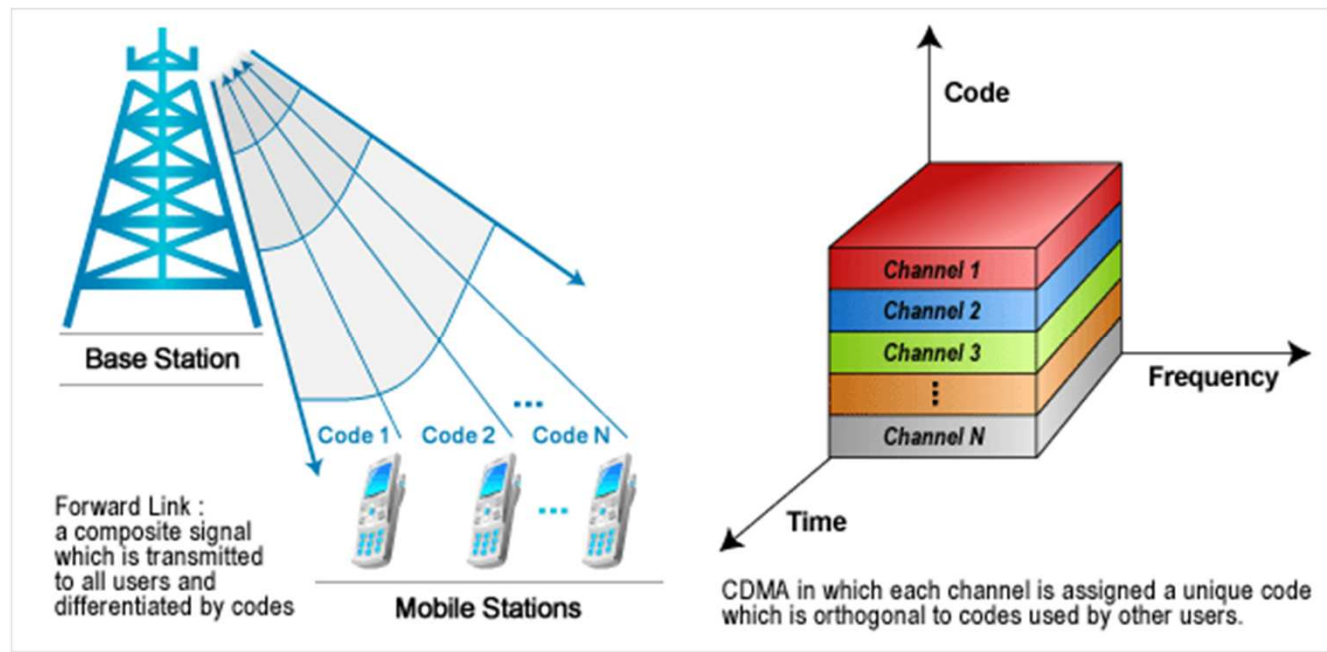 Base Station
Code 1
Code 2
...
Code N
...
Forward Link :
a composite signal
which is transmitted
to all users and
differentiated by codes
Mobile Stations
Code
Channel 1
Channel 2
Channel 3
⋮
Channel N
Frequency
Time
CDMA in which each channel is assigned a unique code
which is orthogonal to codes used by other users.